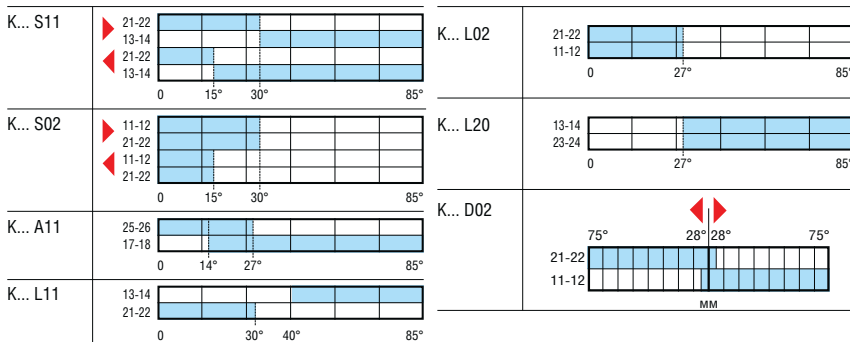 K... S11
21-22
13-14
21-22
13-14
0 15° 30° 85°
K... S02
11-12
21-22
11-12
21-22
0 15° 30° 85°
K... A11
25-26
17-18
0 14° 27° 85°
K... L11
13-14
21-22
0 30° 40° 85°
K... L02
21-22
11-12
0 27° 85°
K... L20
13-14
23-24
0 27° 85°
K... D02
75° 28° 28° 75°
21-22
11-12
мм